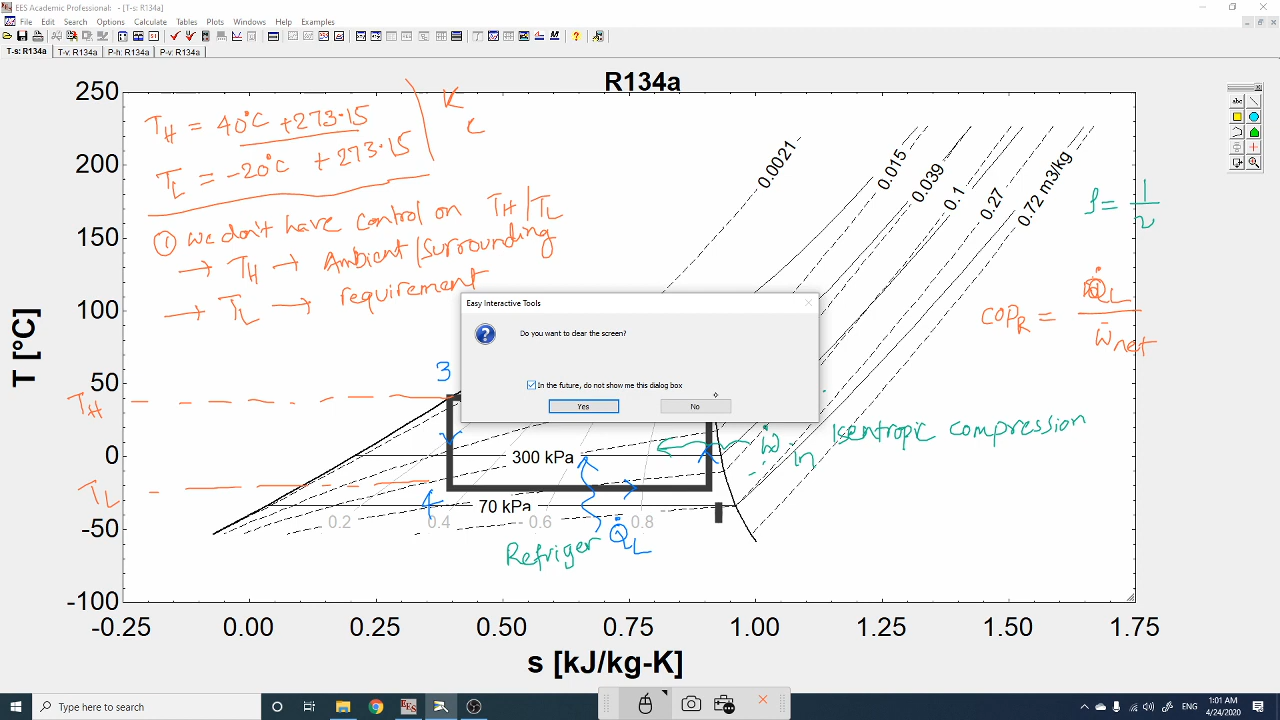 EES Academic Professional: - [T-s: R134a]
File Edit Search Options Calculate Tables Plots Windows Help Examples
T-s: R134a T-v: R134a P-h: R134a P-v: R134a
R134a
T_H = 40°C + 273.15
T_L = -20°C + 273.15
K
① We don't have control on T_H | T_L
→ T_H → Ambient/Surrounding
→ T_L → requirement
0.0021
0.015
0.039
0.1
0.27
0.72 m3/kg
ρ = 1/v
COP_R = Q̇_L / ẇ_net
Easy Interactive Tools
Do you want to clear the screen?
In the future, do not show me this dialog box
Yes No
3
T_H
T_L
ẇ in
Isentropic compression
300 kPa
70 kPa
0.2 0.4 0.6 0.8
Refriger
Q̇_L
T [°C]
250
200
150
100
50
0
-50
-100
-0.25 0.00 0.25 0.50 0.75 1.00 1.25 1.50 1.75
s [kJ/kg-K]
Type here to search
EES
ENG
1:01 AM
4/24/2020